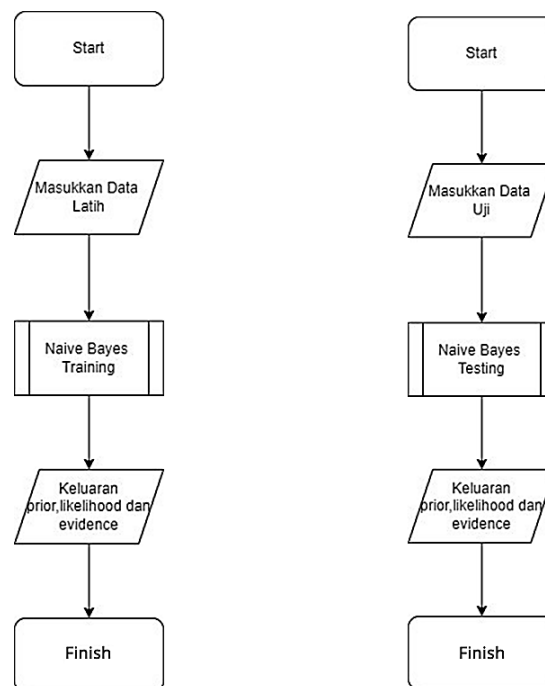 Start
Masukkan Data
Latih
Naive Bayes
Training
Keluaran
prior,likelihood dan
evidence
Finish
Start
Masukkan Data
Uji
Naive Bayes
Testing
Keluaran
prior,likelihood dan
evidence
Finish